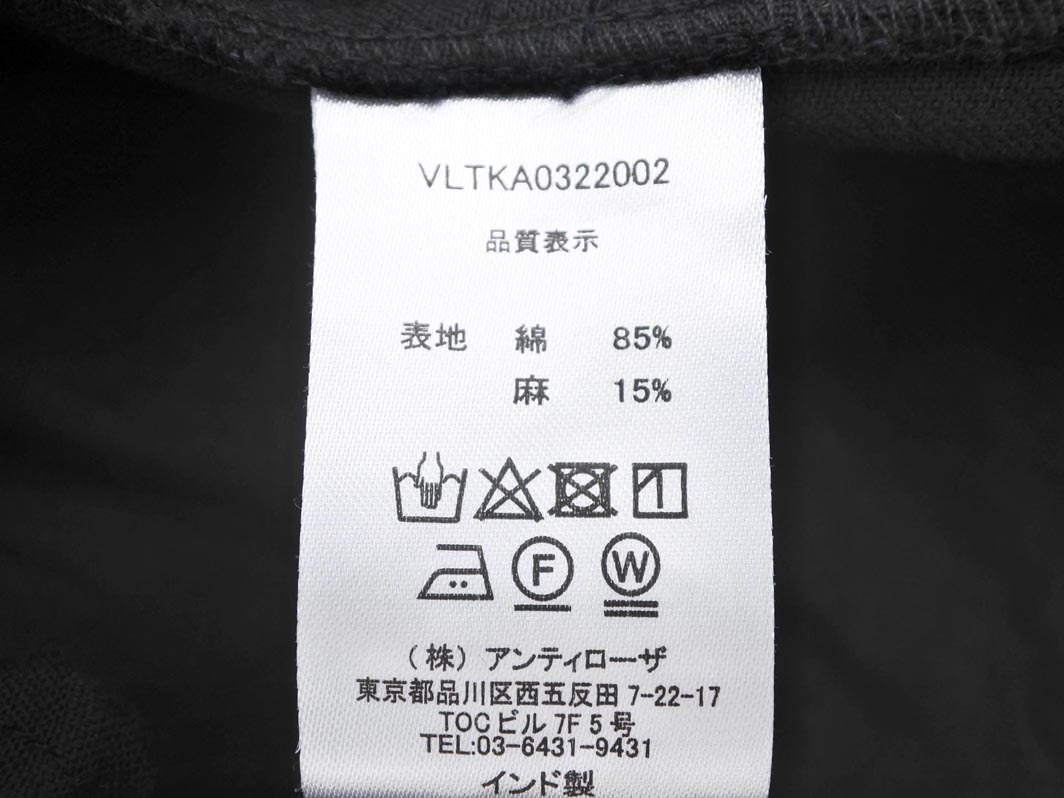 VLTKA0322002
品質表示
表地 綿 85%
麻 15%
F W
(株) アンティローザ
東京都品川区西五反田 7-22-17
TOCビル 7F 5号
TEL:03-6431-9431
インド製